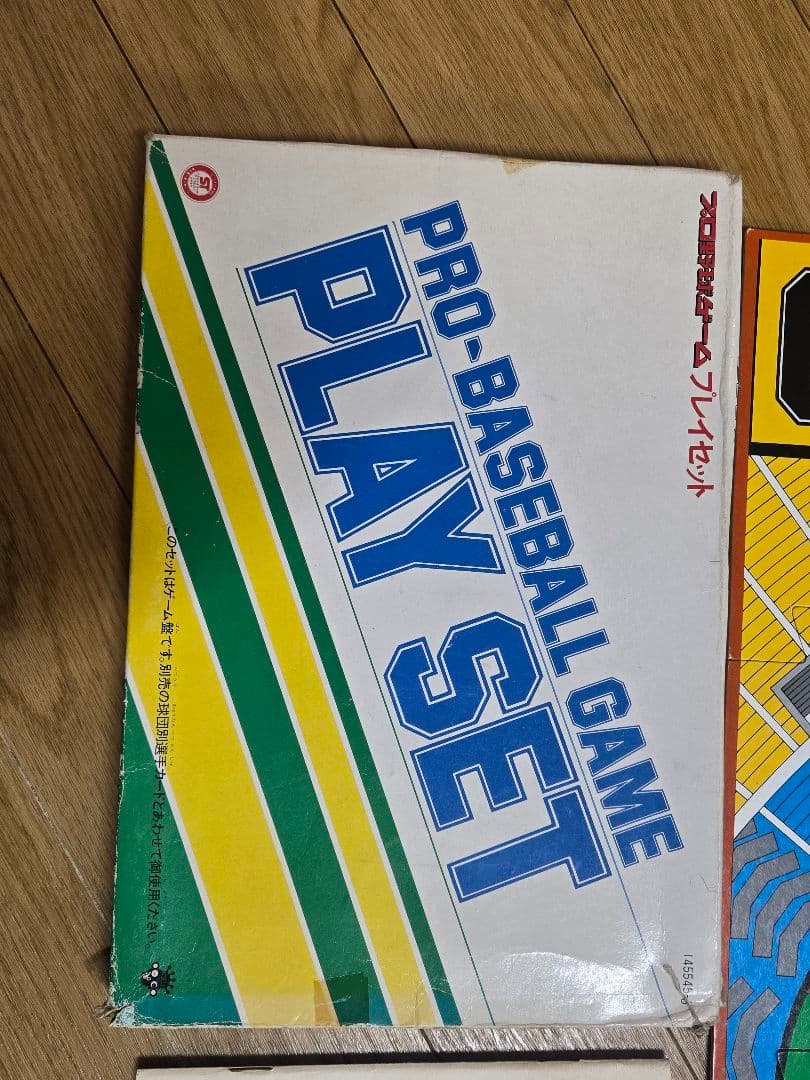 プロ野球ゲーム プレイセット
PRO-BASEBALL GAME
PLAY SET
ST
このセットはゲーム盤です。別売の球団別選手カードとあわせて御使用ください。